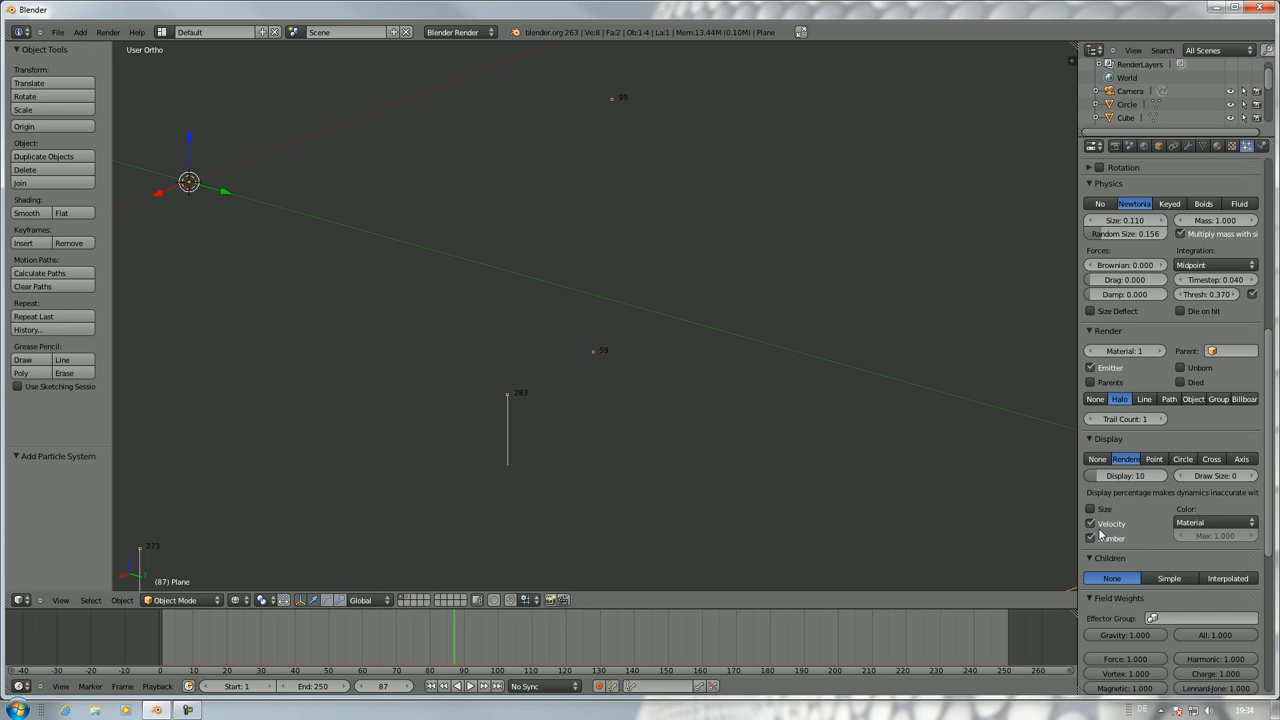 Blender
File Add Render Window Help Default Scene Blender Render blender.org 263 | Ve:8 | Fa:2 | Ob:1-4 | La:1 | Mem:13.44M (0.10M) | Plane
View Search All Scenes
Object Tools
User Ortho
RenderLayers
World
Camera
Circle
Cube
Transform:
Translate
Rotate
Scale
Origin
Object:
Duplicate Objects
Delete
Join
Shading:
Smooth Flat
Keyframes:
Insert Remove
Motion Paths:
Calculate Paths
Clear Paths
Repeat:
Repeat Last
History...
Grease Pencil:
Draw Line
Poly Erase
Use Sketching Sessio
Add Particle System
99
59
283
273
y
(87) Plane
Rotation
Physics
No Newtonia Keyed Boids Fluid
Size: 0.110 Mass: 1.000
Random Size: 0.156 Multiply mass with si
Forces: Integration:
Brownian: 0.000 Midpoint
Drag: 0.000 Timestep: 0.040
Damp: 0.000 Thresh: 0.370
Size Deflect Die on hit
Render
Material: 1 Parent:
Emitter Unborn
Parents Died
None Halo Line Path Object Group Billboar
Trail Count: 1
Display
None Rendere Point Circle Cross Axis
Display: 10 Draw Size: 0
Display percentage makes dynamics inaccurate wit
Size Color:
Velocity Material
Max: 1.000
Children
None Simple Interpolated
Field Weights
Effector Group:
Gravity: 1.000 All: 1.000
Force: 1.000 Harmonic: 1.000
Vortex: 1.000 Charge: 1.000
Magnetic: 1.000 Lennard-Jone: 1.000
View Select Object Object Mode Global
-40 -30 -20 -10 0 10 20 30 40 50 60 70 80 90 100 110 120 130 140 150 160 170 180 190 200 210 220 230 240 250 260
View Marker Frame Playback Start: 1 End: 250 87 No Sync
DE 19:34